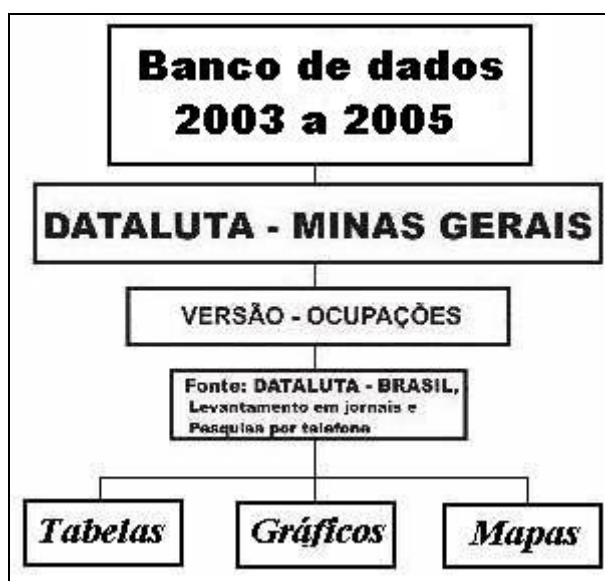 Banco de dados
2003 a 2005
DATALUTA - MINAS GERAIS
VERSÃO - OCUPAÇÕES
Fonte: DATALUTA - BRASIL,
Levantamento em jornais e
Pesquisa por telefone
Tabelas
Gráficos
Mapas